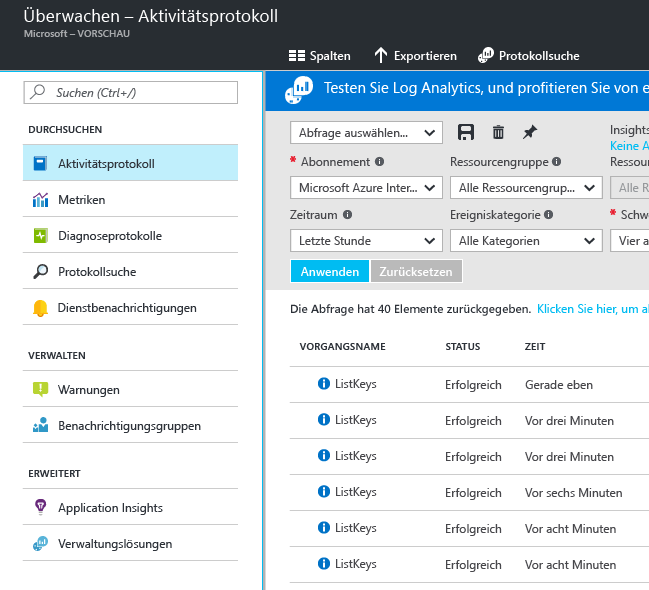 Überwachen – Aktivitätsprotokoll
Microsoft – VORSCHAU
Spalten Exportieren Protokollsuche
Suchen (Ctrl+/)
DURCHSUCHEN
Aktivitätsprotokoll
Metriken
Diagnoseprotokolle
Protokollsuche
Dienstbenachrichtigungen
VERWALTEN
Warnungen
Benachrichtigungsgruppen
ERWEITERT
Application Insights
Verwaltungslösungen
Testen Sie Log Analytics, und profitieren Sie von e
Abfrage auswählen...
Insights
Keine A
* Abonnement Ressourcengruppe Ressour
Microsoft Azure Inter... Alle Ressourcengrup... Alle R
Zeitraum Ereigniskategorie * Schw
Letzte Stunde Alle Kategorien Vier a
Anwenden Zurücksetzen
Die Abfrage hat 40 Elemente zurückgegeben. Klicken Sie hier, um al
VORGANGSNAME STATUS ZEIT
ListKeys Erfolgreich Gerade eben
ListKeys Erfolgreich Vor drei Minuten
ListKeys Erfolgreich Vor drei Minuten
ListKeys Erfolgreich Vor sechs Minuten
ListKeys Erfolgreich Vor acht Minuten
ListKeys Erfolgreich Vor acht Minuten